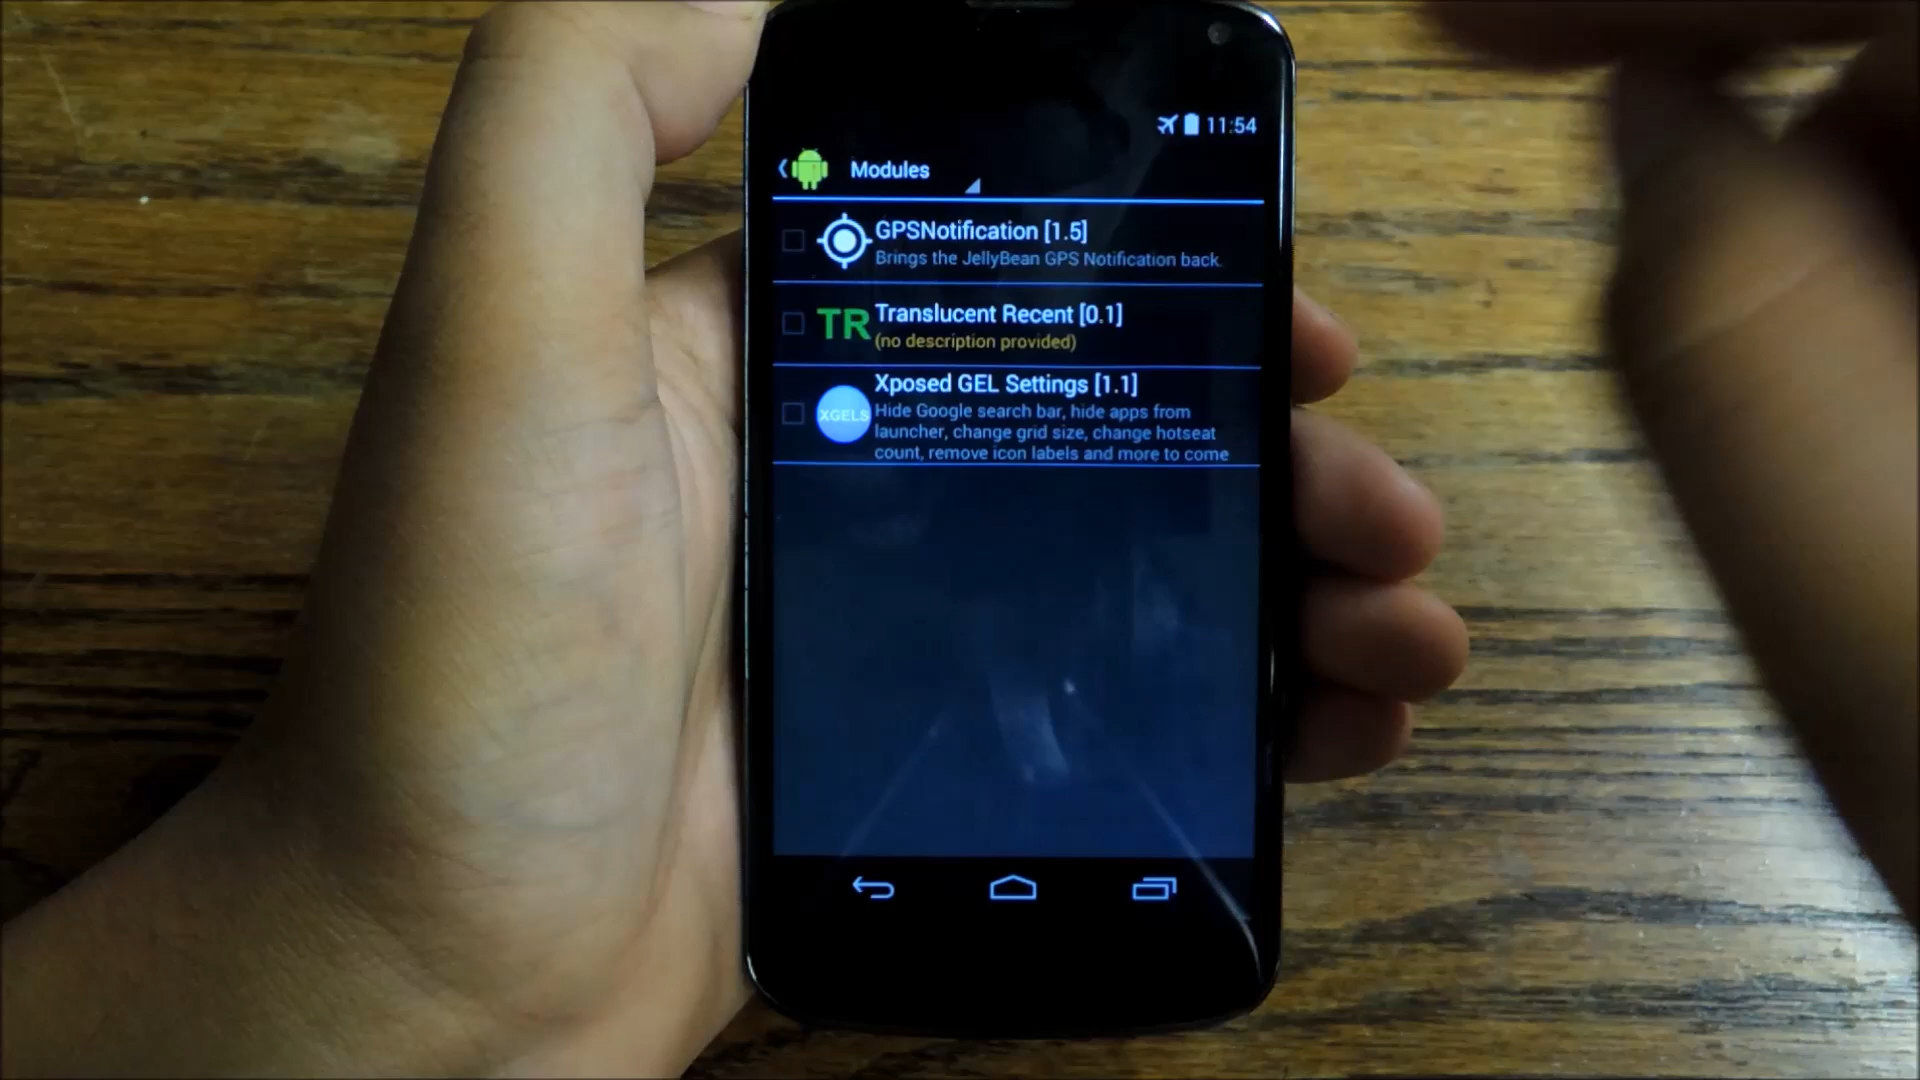 11:54
Modules
GPSNotification [1.5]
Brings the JellyBean GPS Notification back.
TR
Translucent Recent [0.1]
(no description provided)
Xposed GEL Settings [1.1]
XGELS
Hide Google search bar, hide apps from
launcher, change grid size, change hotseat
count, remove icon labels and more to come